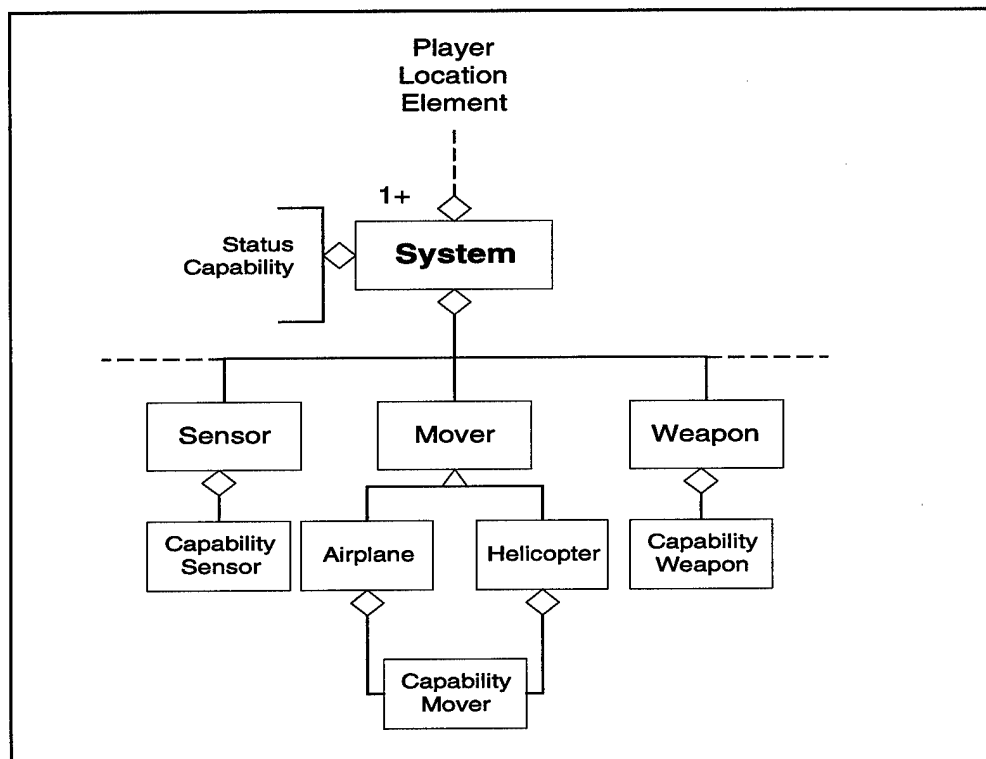 Player
Location
Element
1+
Status
Capability
System
Sensor
Mover
Weapon
Capability
Sensor
Airplane
Helicopter
Capability
Weapon
Capability
Mover